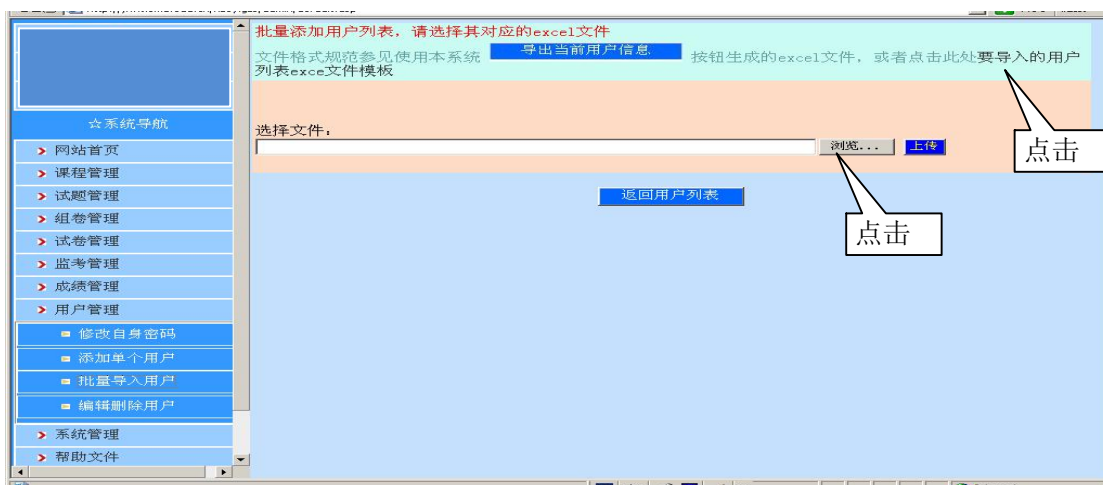 批量添加用户列表，请选择其对应的excel文件
文件格式规范参见使用本系统 导出当前用户信息 按钮生成的excel文件，或者点击此处要导入的用户
列表exce文件模板
选择文件：
浏览... 上传
点击
返回用户列表
点击
☆系统导航
网站首页
课程管理
试题管理
组卷管理
试卷管理
监考管理
成绩管理
用户管理
修改自身密码
添加单个用户
批量导入用户
编辑删除用户
系统管理
帮助文件